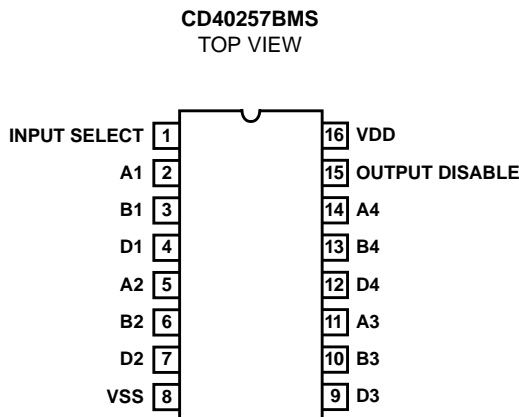 CD40257BMS
TOP VIEW
INPUT SELECT 1 16 VDD
A1 2 15 OUTPUT DISABLE
B1 3 14 A4
D1 4 13 B4
A2 5 12 D4
B2 6 11 A3
D2 7 10 B3
VSS 8 9 D3